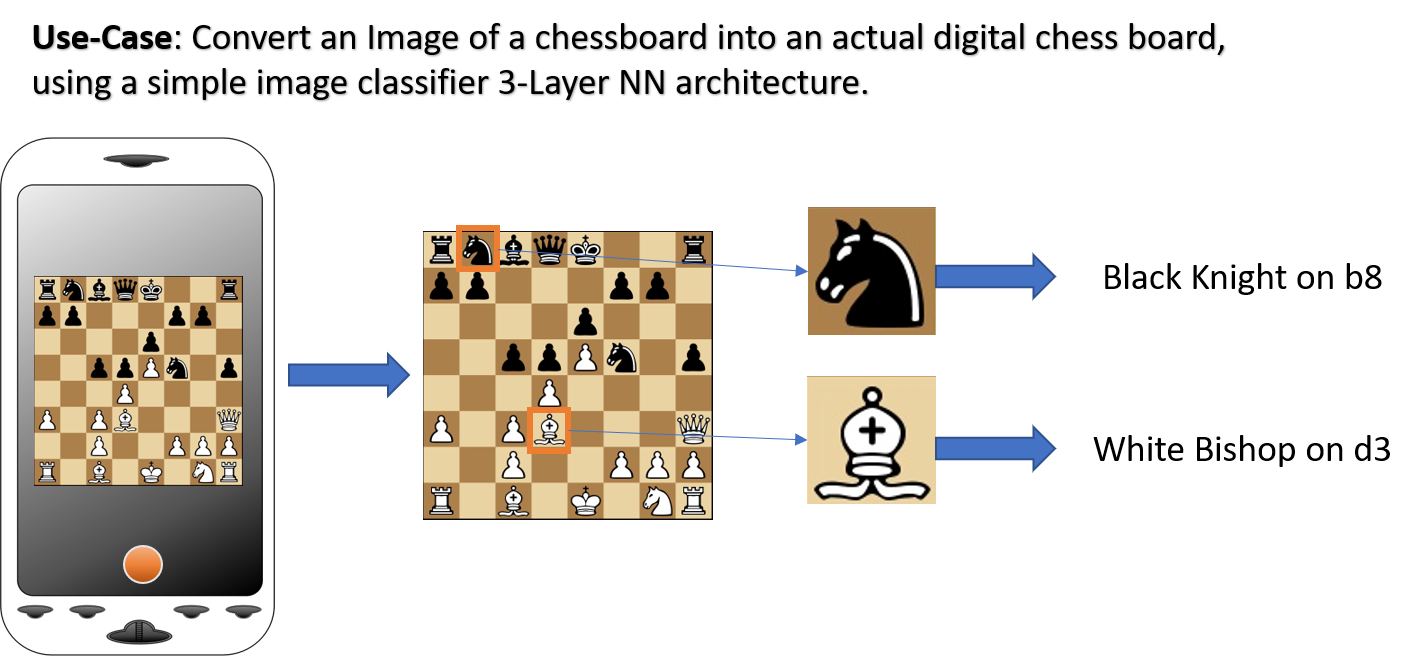 Use-Case: Convert an Image of a chessboard into an actual digital chess board,
using a simple image classifier 3-Layer NN architecture.
Black Knight on b8
White Bishop on d3